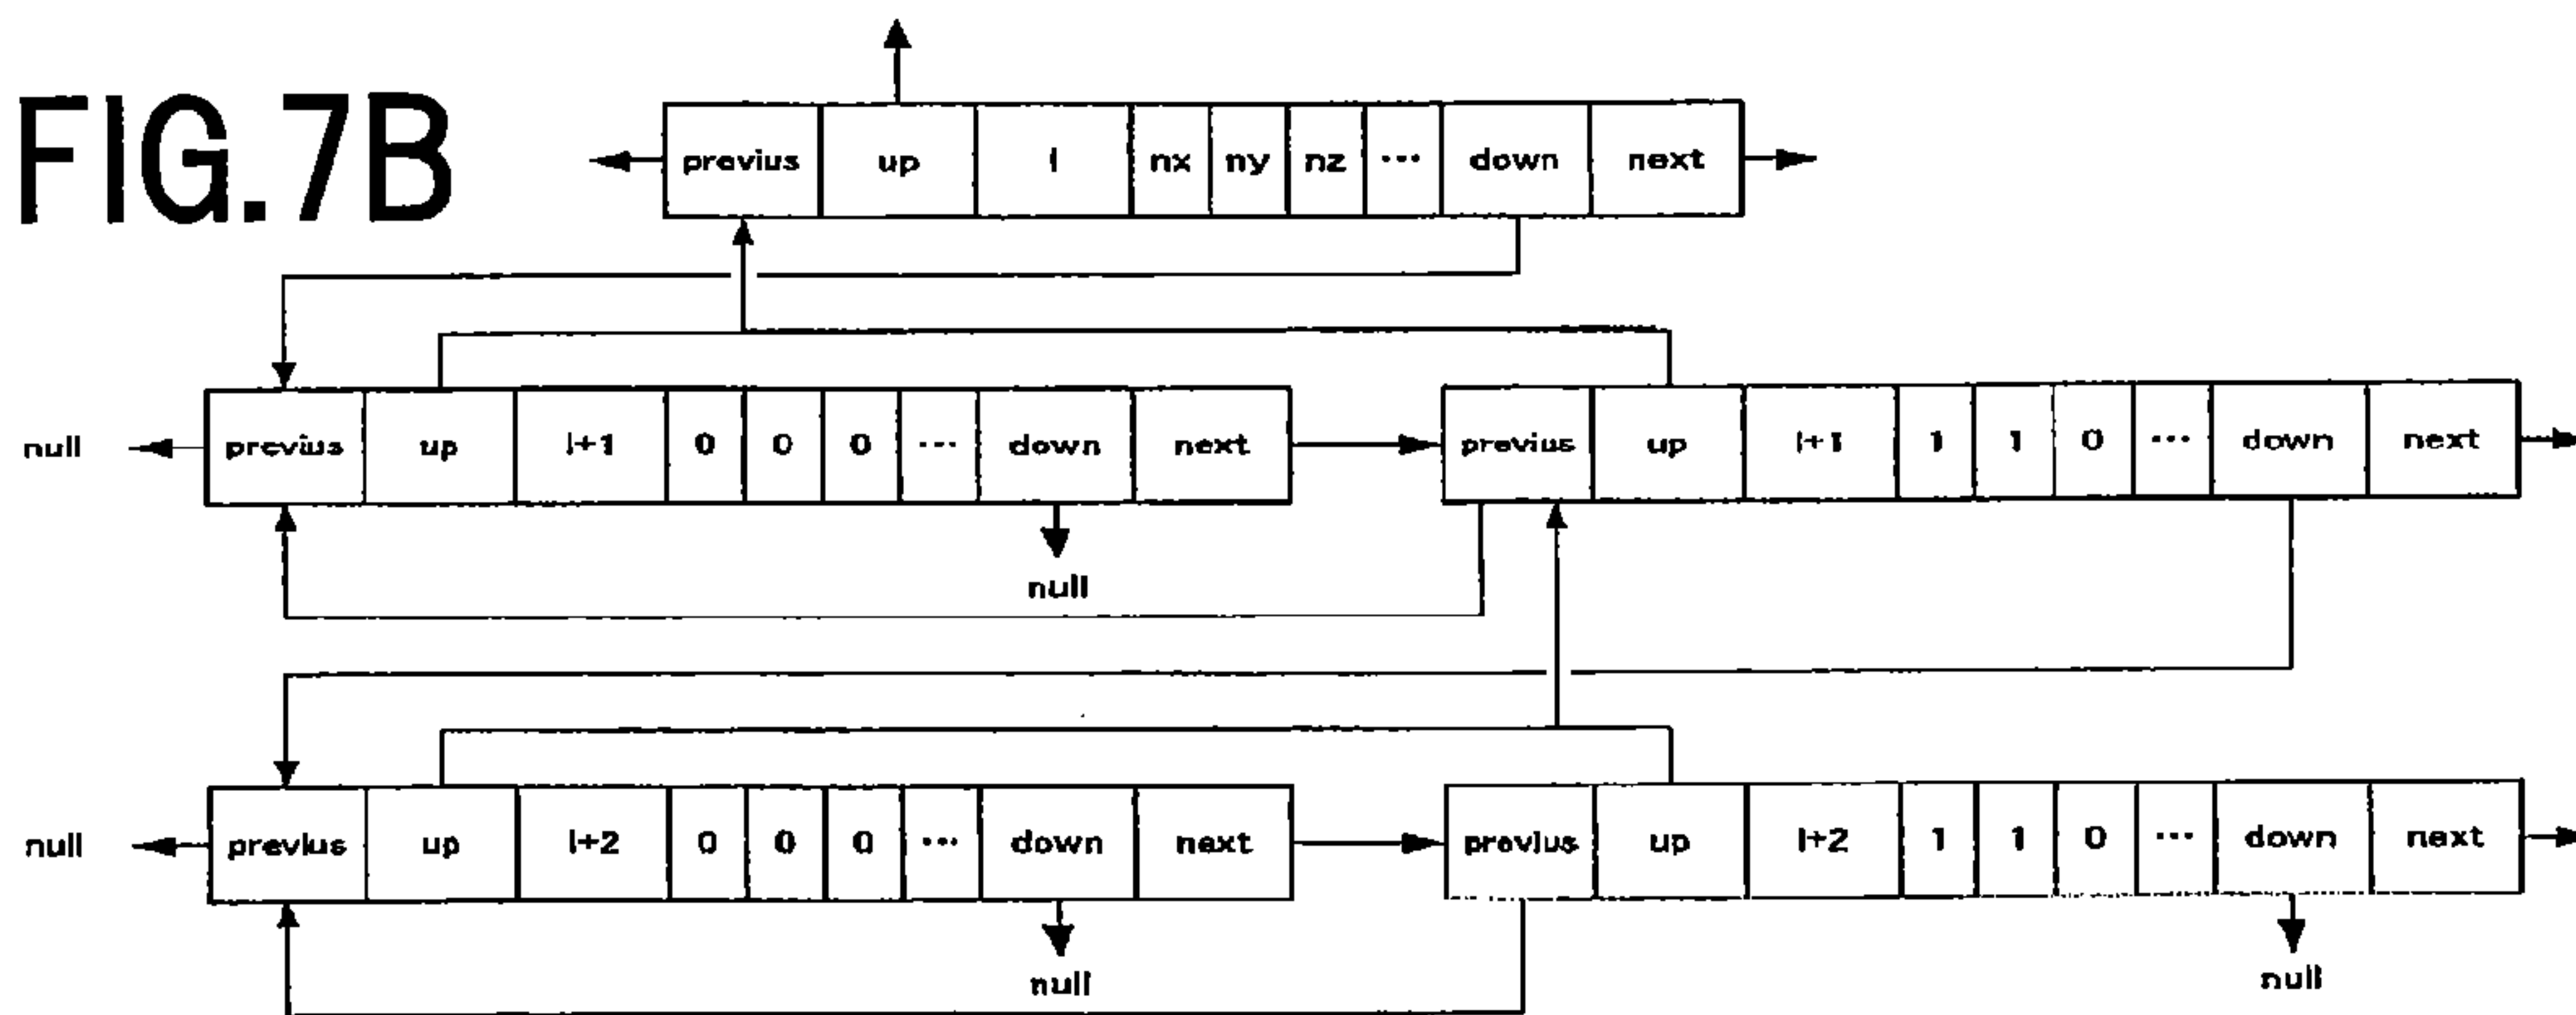 FIG.7B
previus up l nx ny nz ... down next
null previus up l+1 0 0 0 ... down next previus up l+1 1 1 0 ... down next
null
null previus up l+2 0 0 0 ... down next previus up l+2 1 1 0 ... down next
null null